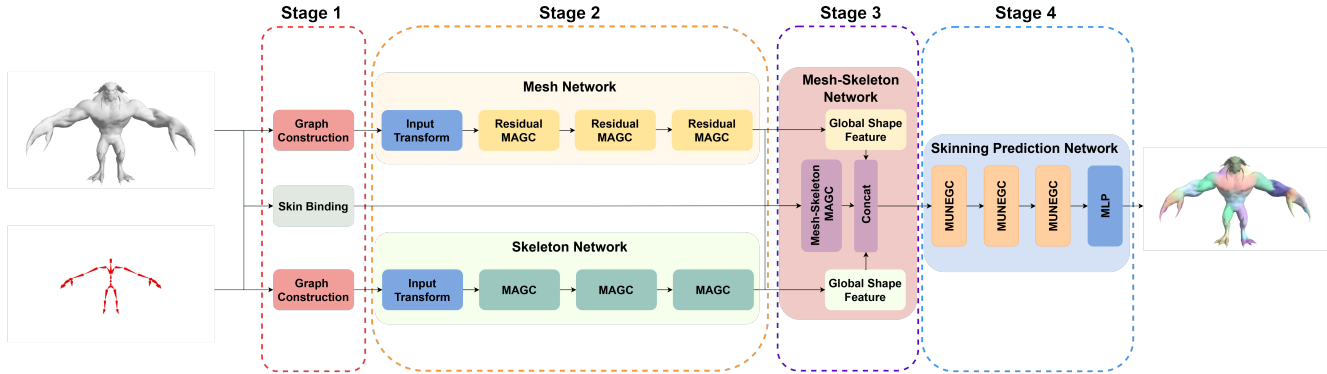 Stage 1
Stage 2
Stage 3
Stage 4
Mesh Network
Graph
Construction
Input
Transform
Residual
MAGC
Residual
MAGC
Residual
MAGC
Skin Binding
Skeleton Network
Graph
Construction
Input
Transform
MAGC
MAGC
MAGC
Mesh-Skeleton
Network
Global Shape
Feature
Mesh-Skeleton
MAGC
Concat
Global Shape
Feature
Skinning Prediction Network
MUNEGC
MUNEGC
MUNEGC
MLP